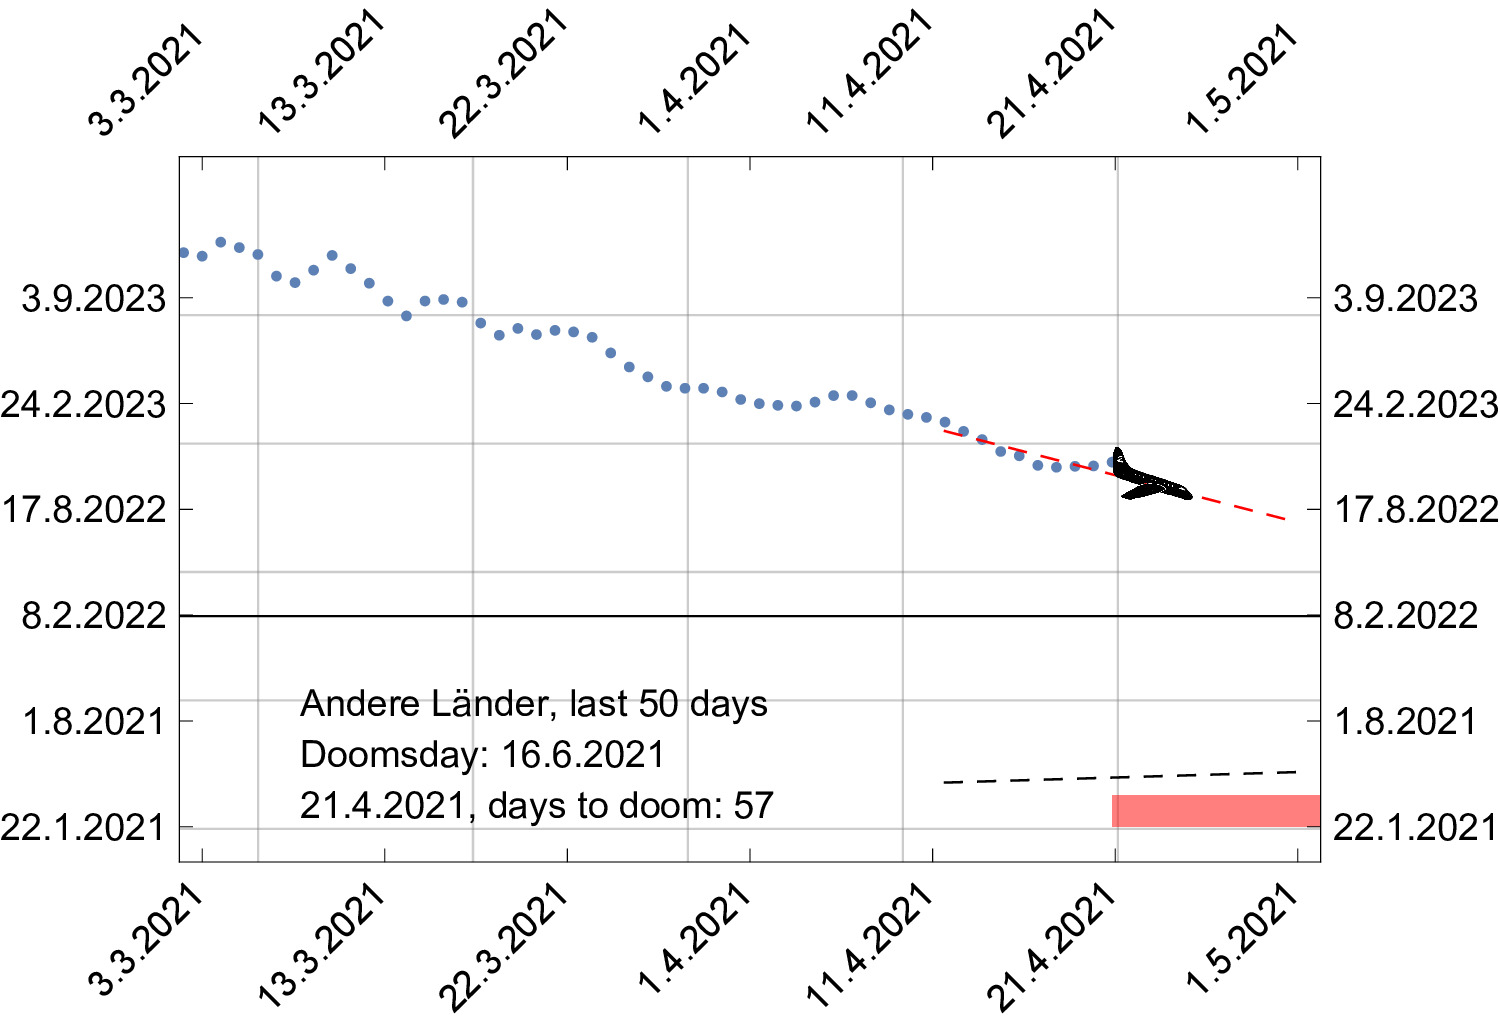 3.3.2021 13.3.2021 22.3.2021 1.4.2021 11.4.2021 21.4.2021 1.5.2021
3.9.2023 3.9.2023
24.2.2023 24.2.2023
17.8.2022 17.8.2022
8.2.2022 8.2.2022
Andere Länder, last 50 days
1.8.2021 1.8.2021
Doomsday: 16.6.2021
21.4.2021, days to doom: 57
22.1.2021 22.1.2021
3.3.2021 13.3.2021 22.3.2021 1.4.2021 11.4.2021 21.4.2021 1.5.2021